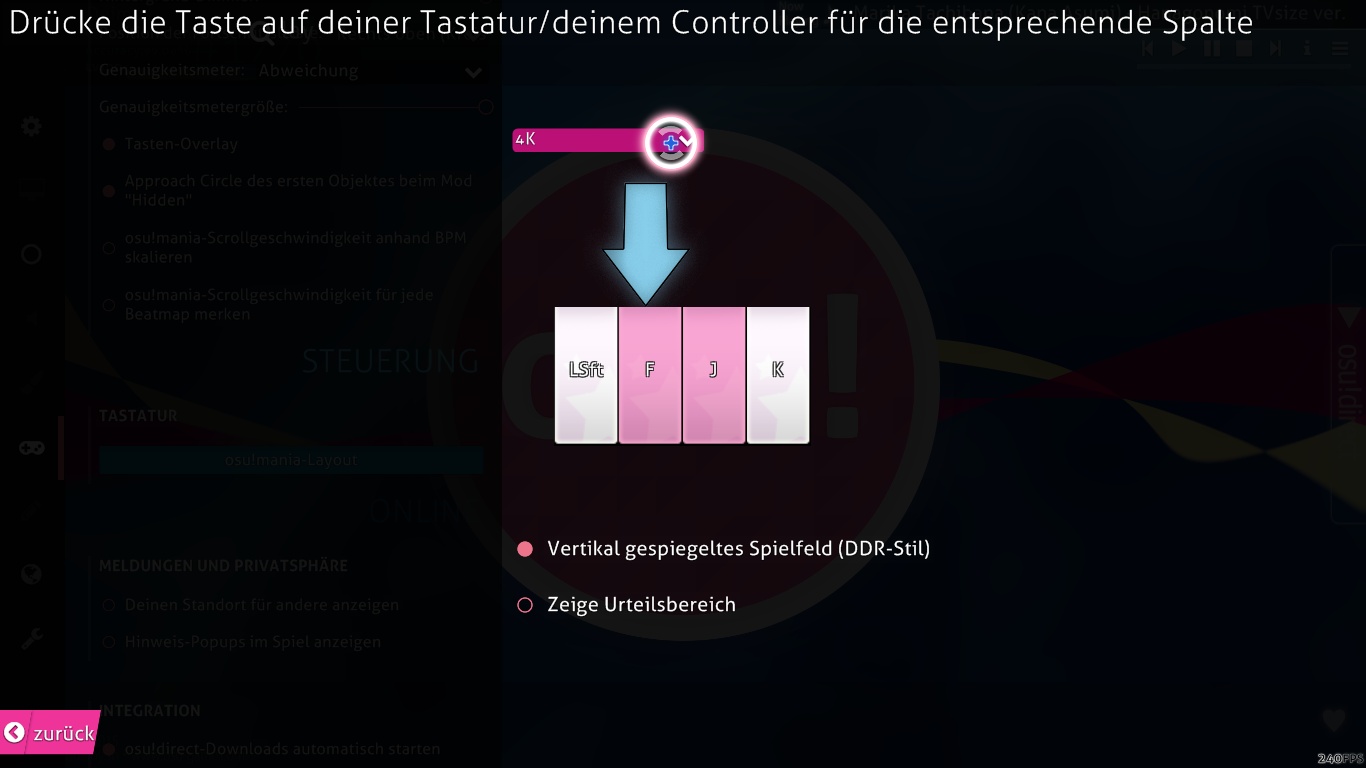 Drücke die Taste auf deiner Tastatur/deinem Controller für die entsprechende Spalte
Genauigkeitsmeter: Abweichung
Genauigkeitsmetergröße:
Tasten-Overlay
Approach Circle des ersten Objektes beim Mod
"Hidden"
osu!mania-Scrollgeschwindigkeit anhand BPM
skalieren
osu!mania-Scrollgeschwindigkeit für jede
Beatmap merken
STEUERUNG
TASTATUR
osu!mania-Layout
ONLINE
MELDUNGEN UND PRIVATSPHÄRE
Deinen Standort für andere anzeigen
Hinweis-Popups im Spiel anzeigen
INTEGRATION
osu!direct-Downloads automatisch starten
zurück
4K
LSft F J K
Vertikal gespiegeltes Spielfeld (DDR-Stil)
Zeige Urteilsbereich
240FPS